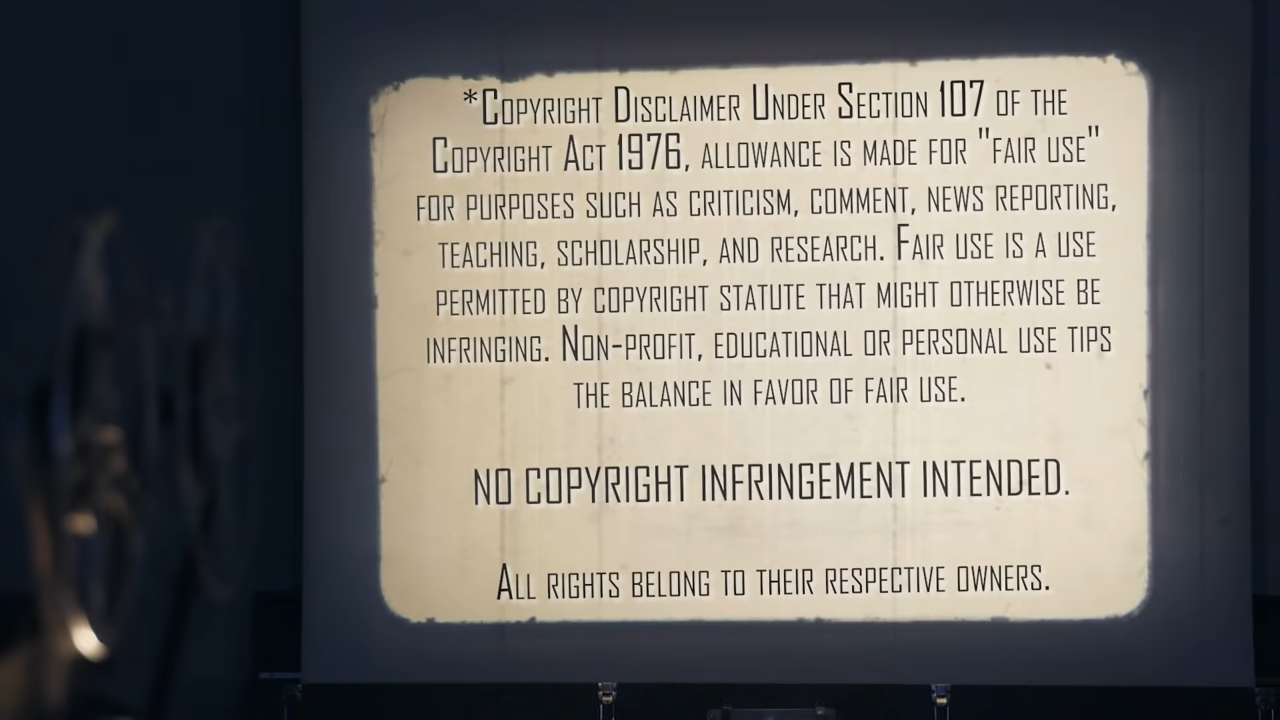 *Copyright Disclaimer Under Section 107 of the
Copyright Act 1976, allowance is made for "fair use"
for purposes such as criticism, comment, news reporting,
teaching, scholarship, and research. Fair use is a use
permitted by copyright statute that might otherwise be
infringing. Non-profit, educational or personal use tips
the balance in favor of fair use.
NO COPYRIGHT INFRINGEMENT INTENDED.
All rights belong to their respective owners.